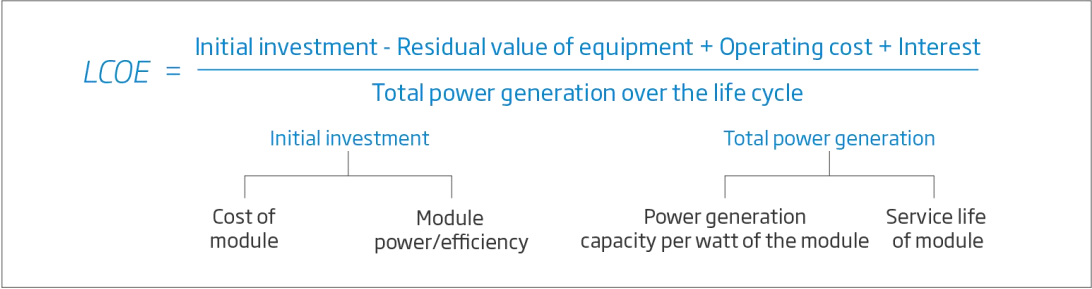 LCOE = Initial investment - Residual value of equipment + Operating cost + Interest
Total power generation over the life cycle
Initial investment
Total power generation
Cost of
module
Module
power/efficiency
Power generation
capacity per watt of the module
Service life
of module